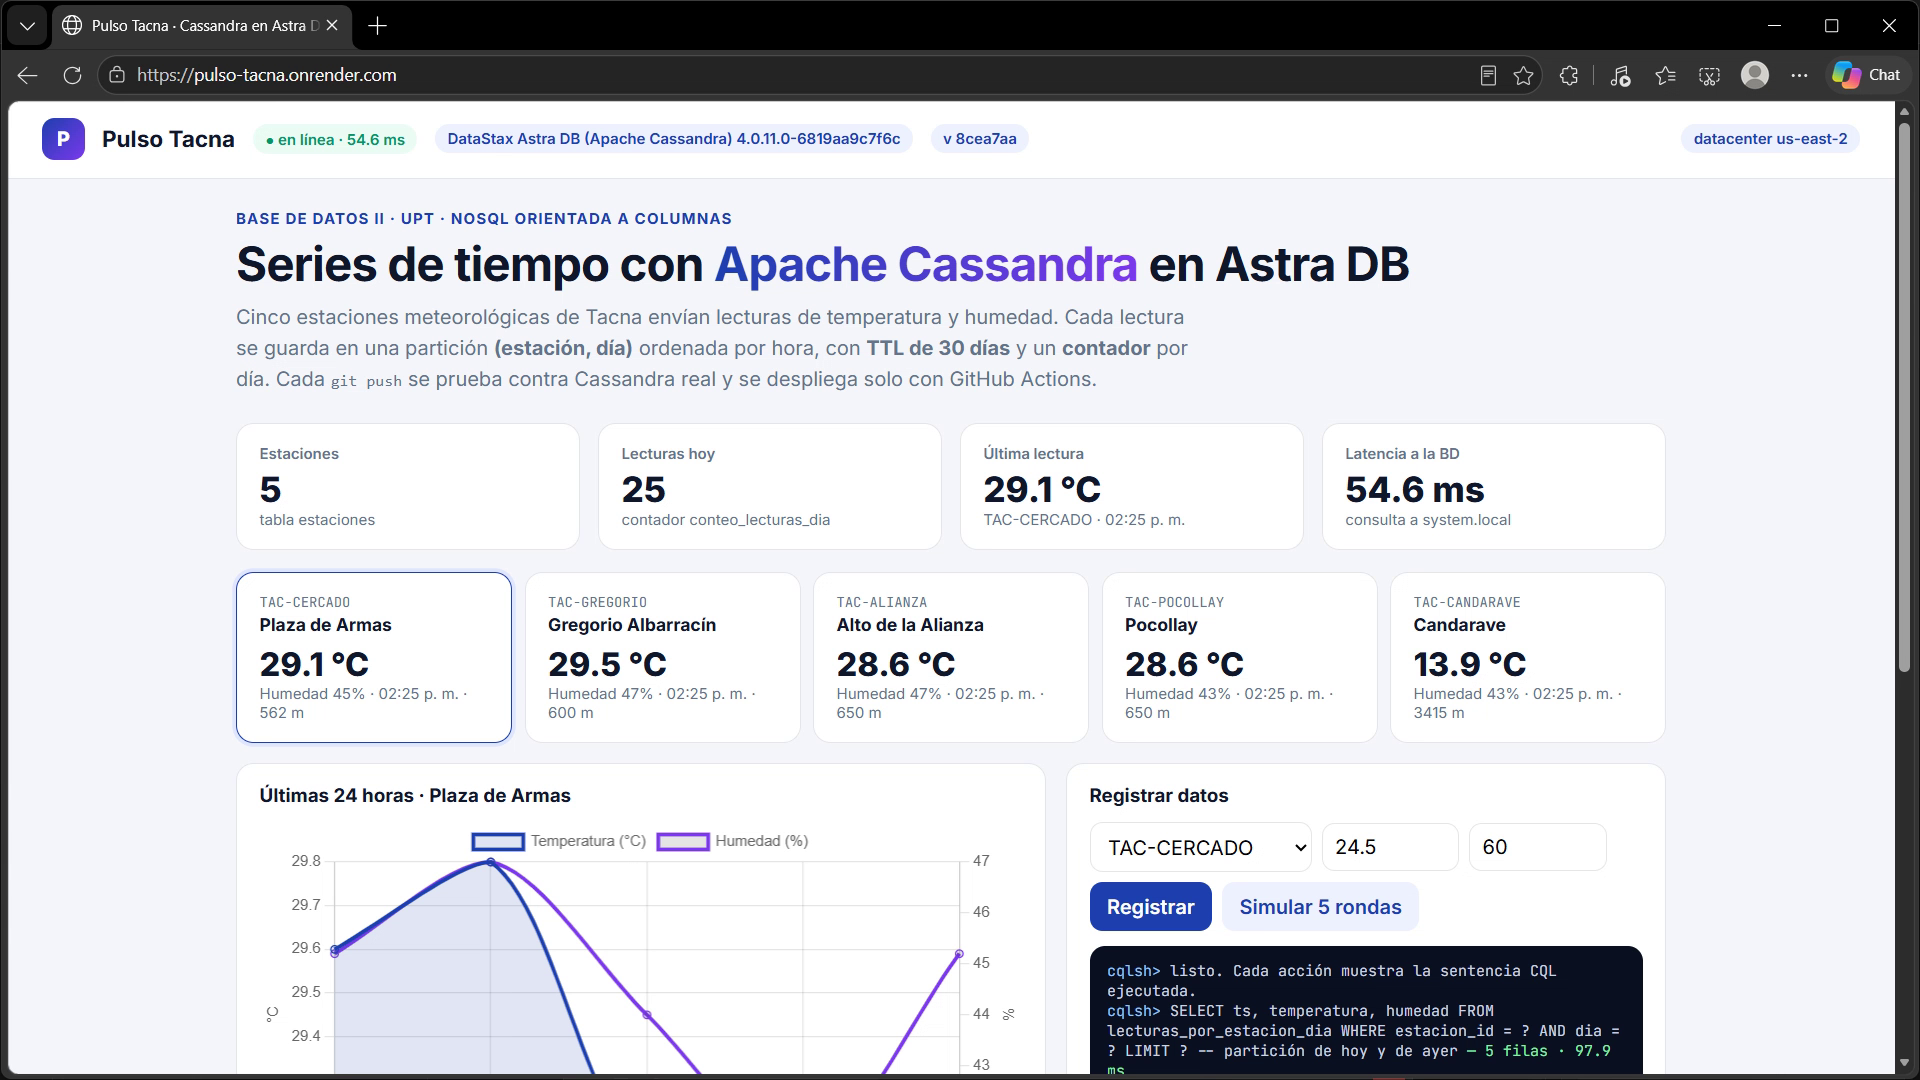 Pulso Tacna · Cassandra en Astra D
https://pulso-tacna.onrender.com
Chat
P
Pulso Tacna
● en línea · 54.6 ms
DataStax Astra DB (Apache Cassandra) 4.0.11.0-6819aa9c7f6c
v 8cea7aa
datacenter us-east-2
BASE DE DATOS II · UPT · NOSQL ORIENTADA A COLUMNAS
Series de tiempo con Apache Cassandra en Astra DB
Cinco estaciones meteorológicas de Tacna envían lecturas de temperatura y humedad. Cada lectura
se guarda en una partición (estación, día) ordenada por hora, con TTL de 30 días y un contador por
día. Cada git push se prueba contra Cassandra real y se despliega solo con GitHub Actions.
Estaciones
5
tabla estaciones
Lecturas hoy
25
contador conteo_lecturas_dia
Última lectura
29.1 °C
TAC-CERCADO · 02:25 p. m.
Latencia a la BD
54.6 ms
consulta a system.local
TAC-CERCADO
Plaza de Armas
29.1 °C
Humedad 45% · 02:25 p. m. ·
562 m
TAC-GREGORIO
Gregorio Albarracín
29.5 °C
Humedad 47% · 02:25 p. m. ·
600 m
TAC-ALIANZA
Alto de la Alianza
28.6 °C
Humedad 47% · 02:25 p. m. ·
650 m
TAC-POCOLLAY
Pocollay
28.6 °C
Humedad 43% · 02:25 p. m. ·
650 m
TAC-CANDARAVE
Candarave
13.9 °C
Humedad 43% · 02:25 p. m. ·
3415 m
Últimas 24 horas · Plaza de Armas
Temperatura (°C)
Humedad (%)
29.8
29.7
29.6
29.5
29.4
°C
47
46
45
44
43
%
Registrar datos
TAC-CERCADO
24.5
60
Registrar
Simular 5 rondas
cqlsh> listo. Cada acción muestra la sentencia CQL
ejecutada.
cqlsh> SELECT ts, temperatura, humedad FROM
lecturas_por_estacion_dia WHERE estacion_id = ? AND dia =
? LIMIT ? -- partición de hoy y de ayer — 5 filas · 97.9
ms